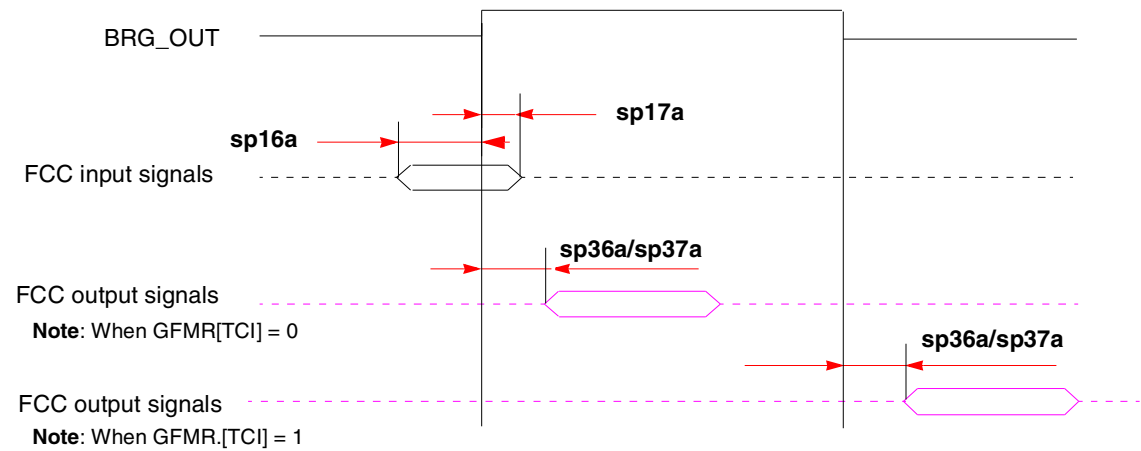 BRG_OUT
sp17a
sp16a
FCC input signals
sp36a/sp37a
FCC output signals
Note: When GFMR[TCI] = 0
sp36a/sp37a
FCC output signals
Note: When GFMR.[TCI] = 1